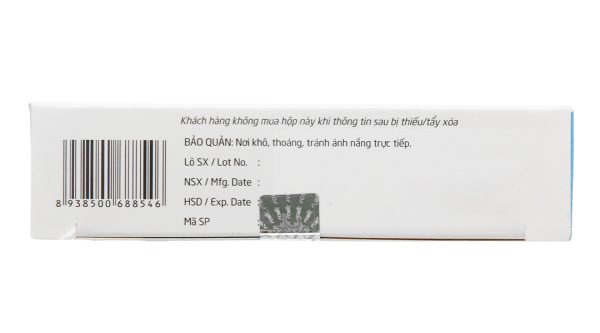 Khách hàng không mua hộp này khi thông tin sau bị thiếu/tẩy xóa
BẢO QUẢN: Nơi khô, thoáng, tránh ánh nắng trực tiếp.
Lô SX / Lot No. :
NSX / Mfg. Date :
HSD / Exp. Date :
Mã SP
8 938500 688546